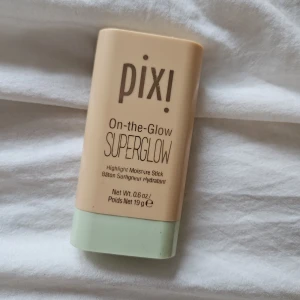 pixi
On-the-Glow
SUPERGLOW
Highlight Moisture Stick
Bâton Surligneur Hydratant
Net Wt. 0.6 oz /
Poids Net 19 g ℮